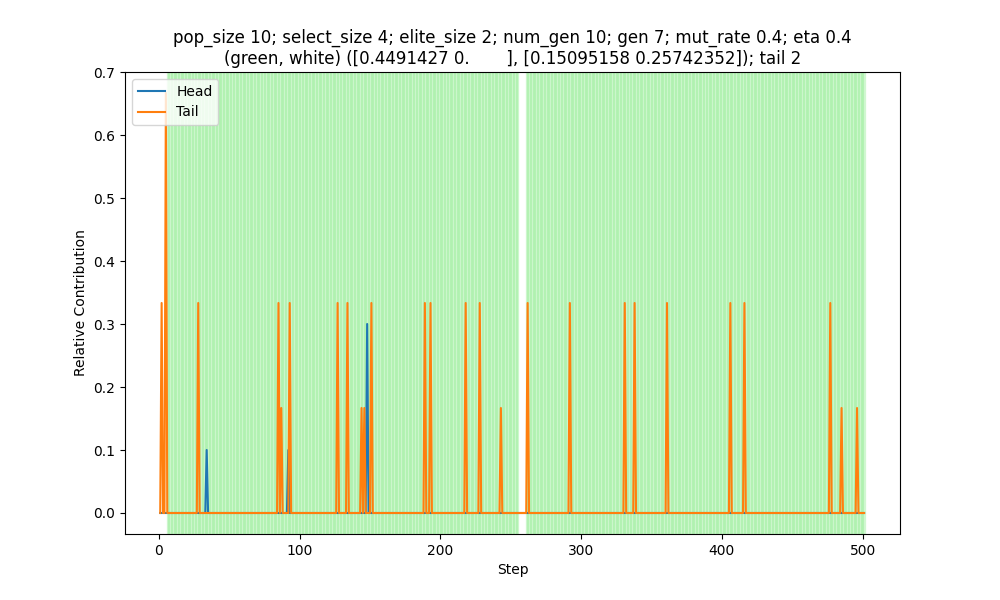 pop_size 10; select_size 4; elite_size 2; num_gen 10; gen 7; mut_rate 0.4; eta 0.4
(green, white) ([0.4491427 0.        ], [0.15095158 0.25742352]); tail 2
Head
Tail
0.7
0.6
0.5
0.4
0.3
0.2
0.1
0.0
Relative Contribution
0
100
200
300
400
500
Step